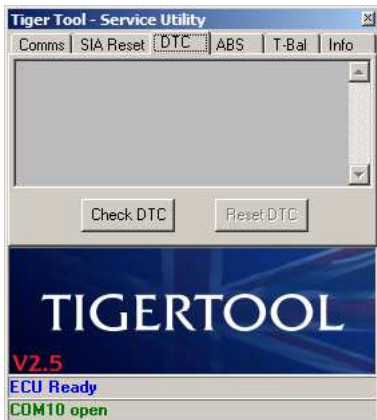 Tiger Tool - Service Utility
Comms SIA Reset DTC ABS T-Bal Info
Check DTC Reset DTC
TIGERTOOL
V2.5
ECU Ready
COM10 open